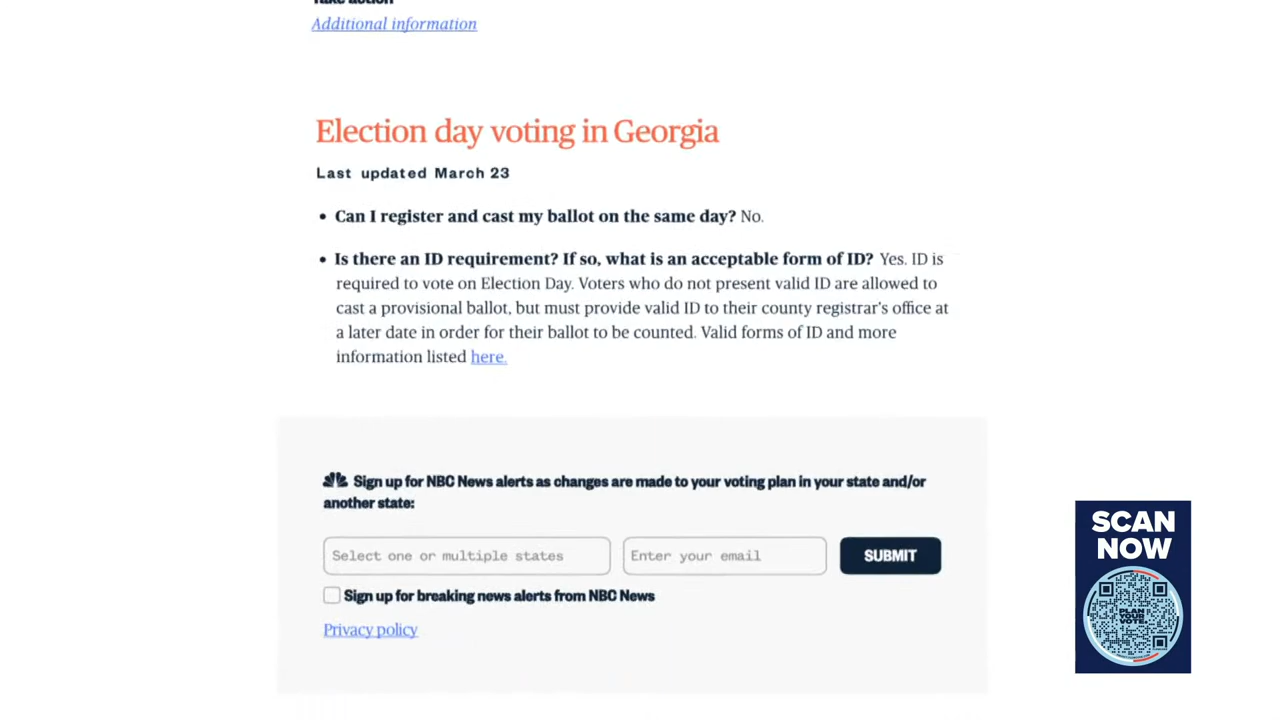 Take action
Additional information
Election day voting in Georgia
Last updated March 23
• Can I register and cast my ballot on the same day? No.
• Is there an ID requirement? If so, what is an acceptable form of ID? Yes. ID is
required to vote on Election Day. Voters who do not present valid ID are allowed to
cast a provisional ballot, but must provide valid ID to their county registrar's office at
a later date in order for their ballot to be counted. Valid forms of ID and more
information listed here.
Sign up for NBC News alerts as changes are made to your voting plan in your state and/or
another state:
Select one or multiple states
Enter your email
SUBMIT
Sign up for breaking news alerts from NBC News
Privacy policy
SCAN
NOW
PLAN
YOUR
VOTE.